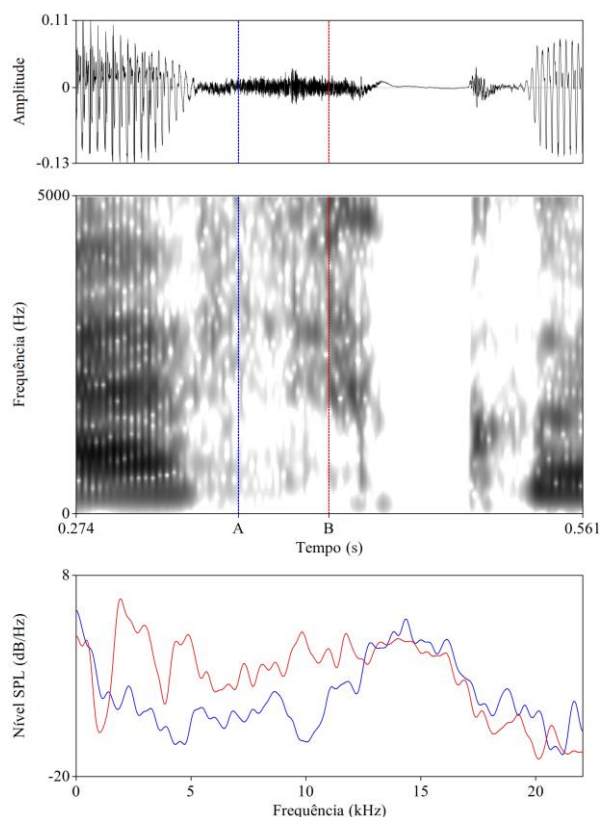 0.11
Amplitude
0
-0.13
5000
Frequência (Hz)
0
0.274
A
B
0.561
Tempo (s)
8
Nível SPL (dB/Hz)
-20
0
5
10
15
20
Frequência (kHz)